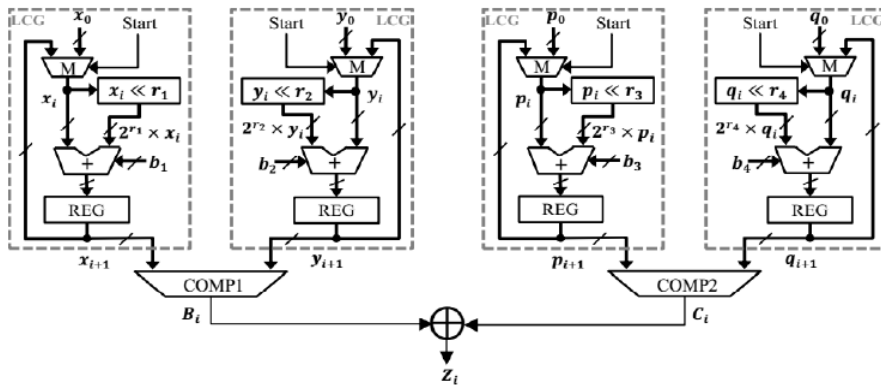 LCG x₀ Start
Start y₀ LCG
LCG p₀ Start
Start q₀ LCG
M
M
M
M
xᵢ xᵢ ≪ r₁
yᵢ ≪ r₂ yᵢ
pᵢ pᵢ ≪ r₃
qᵢ ≪ r₄ qᵢ
2^{r₁} × xᵢ
2^{r₂} × yᵢ
2^{r₃} × pᵢ
2^{r₄} × qᵢ
+ b₁
b₂ +
+ b₃
b₄ +
REG
REG
REG
REG
xᵢ₊₁
yᵢ₊₁
pᵢ₊₁
qᵢ₊₁
COMP1
COMP2
Bᵢ
Cᵢ
Zᵢ